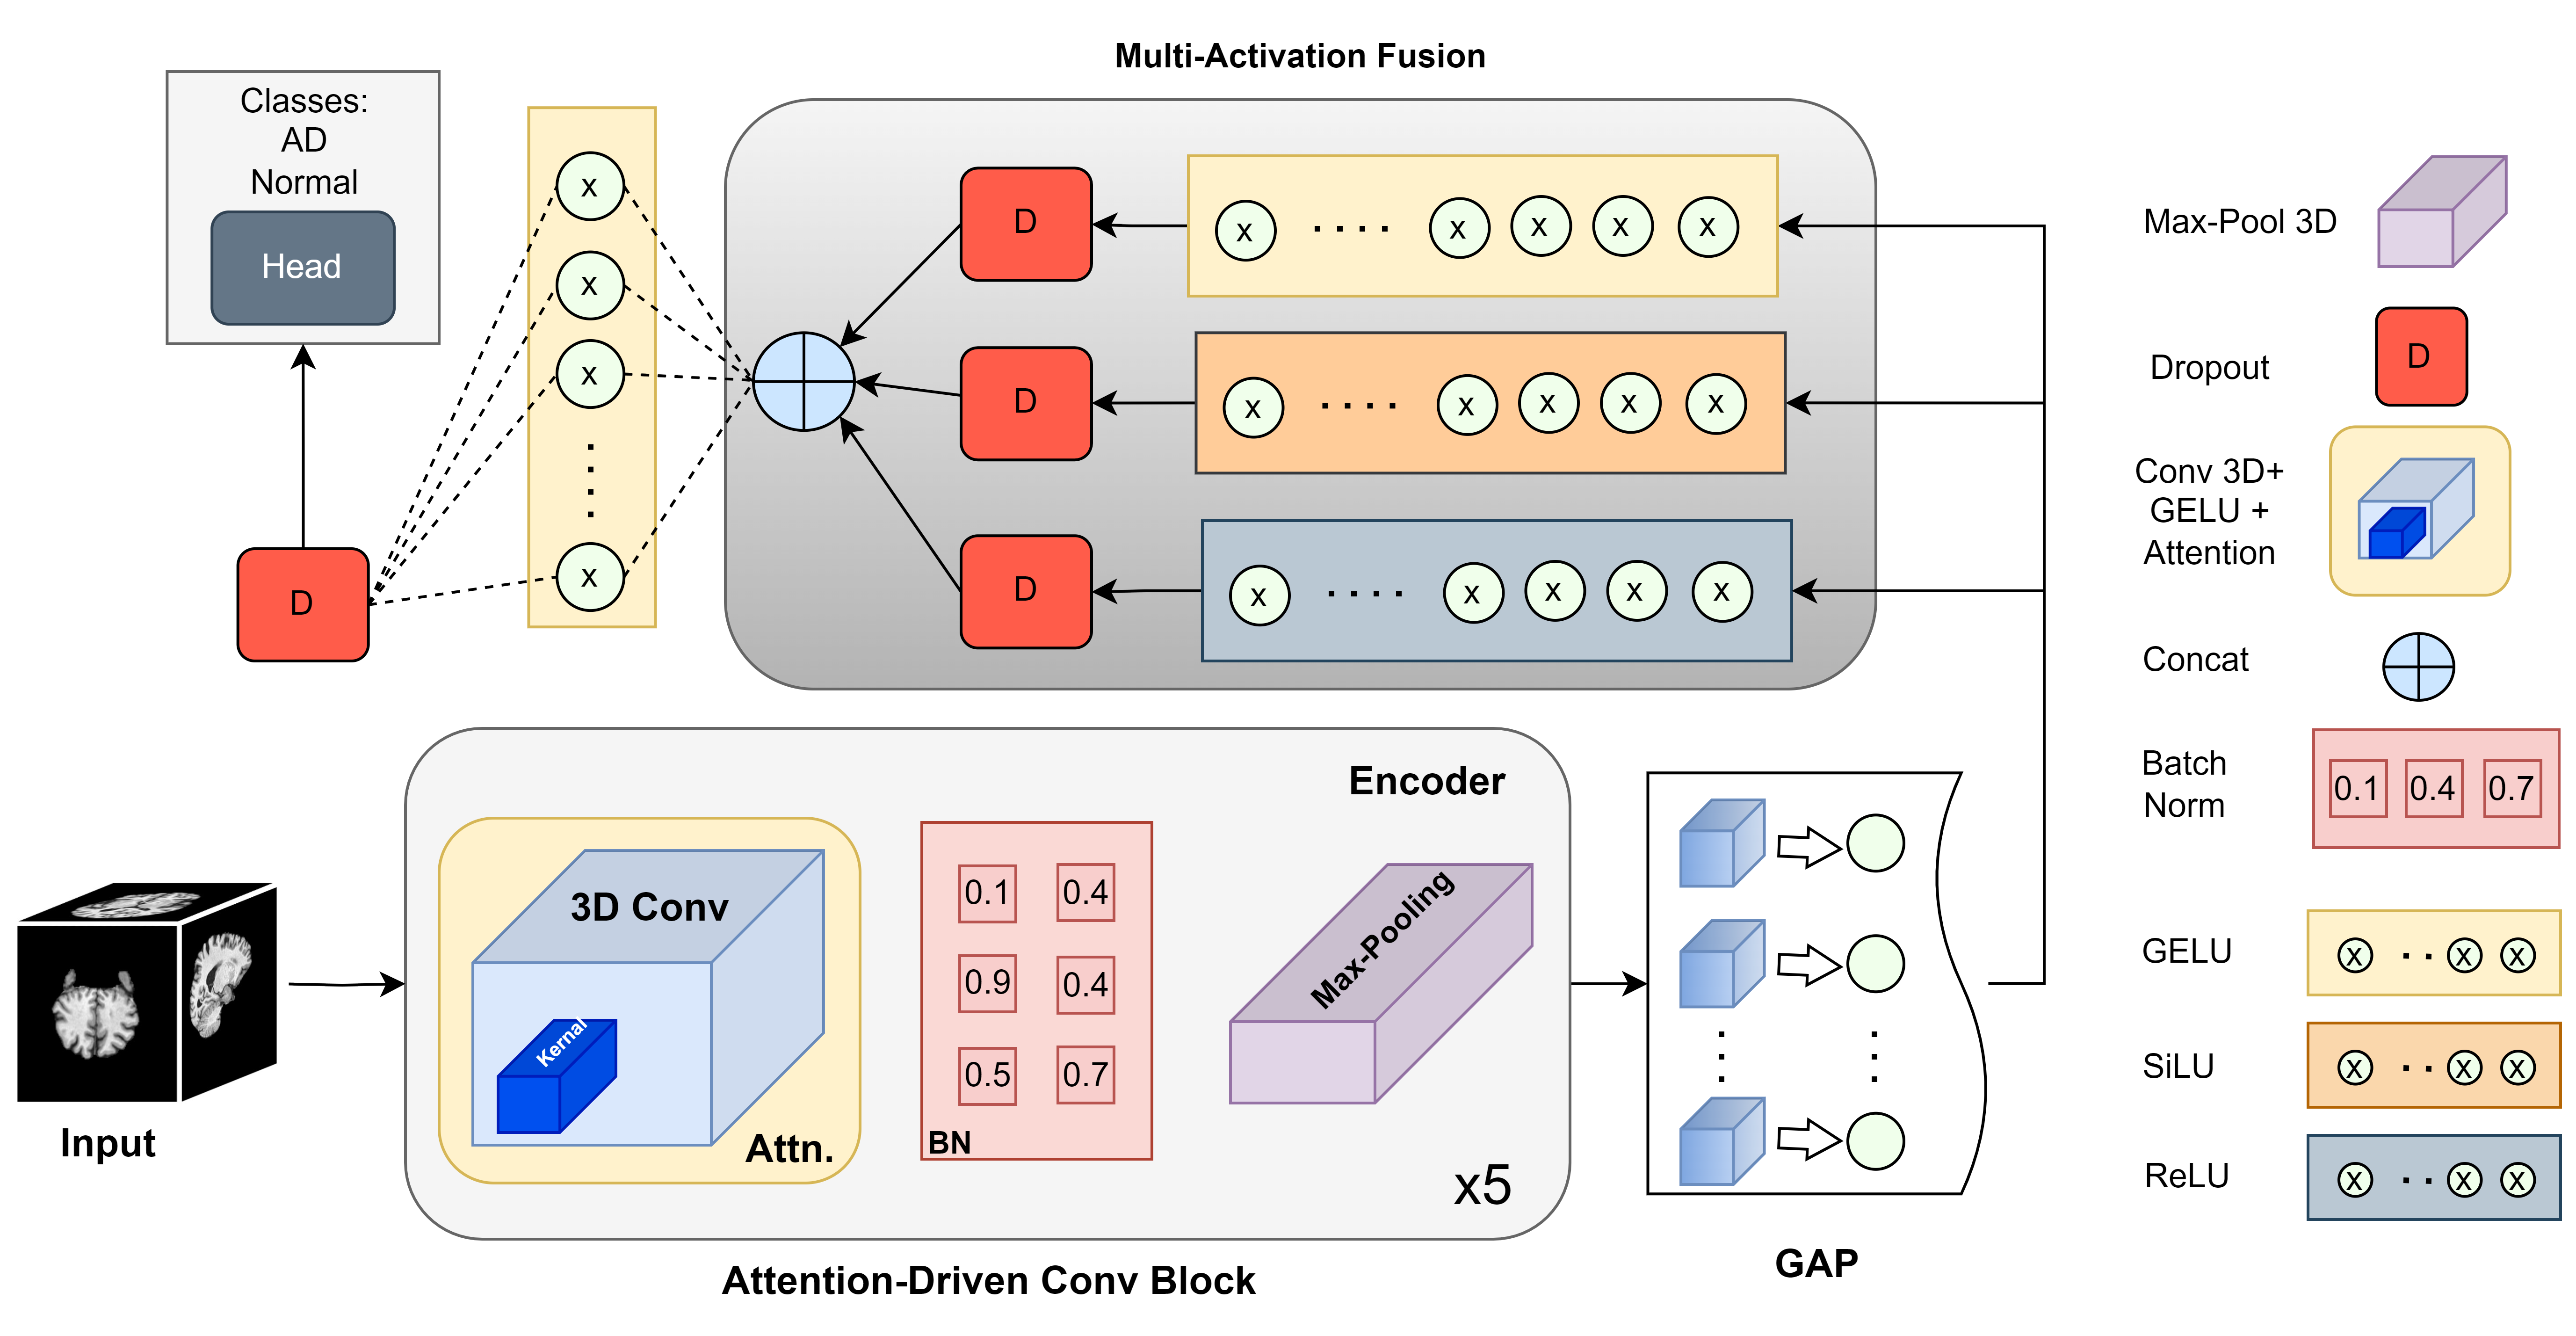 Multi-Activation Fusion
Classes:
AD
Normal
Head
D
x
x
x
x
D
x
x
x
x
x
D
x
x
x
x
x
D
x
x
x
x
x
Max-Pool 3D
Dropout
D
Conv 3D+
GELU +
Attention
Concat
Batch
Norm
0.1 0.4 0.7
GELU
x x x
SiLU
x x x
ReLU
x x x
Input
Encoder
3D Conv
Kernal
Attn.
0.1 0.4
0.9 0.4
0.5 0.7
BN
Max-Pooling
x5
Attention-Driven Conv Block
GAP